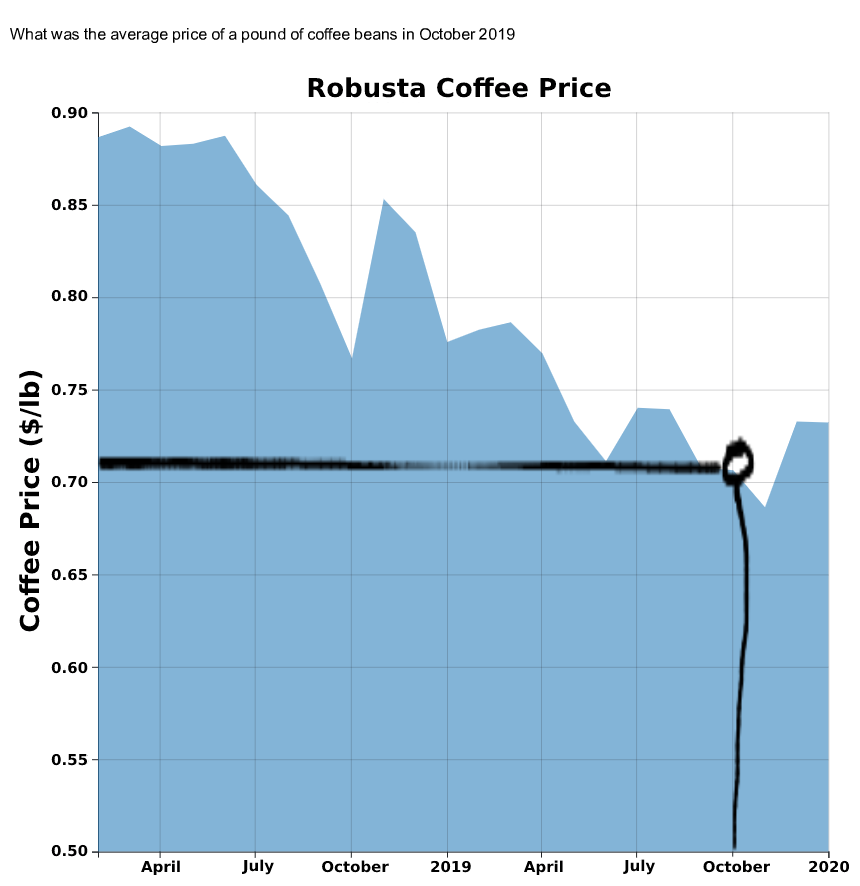 What was the average price of a pound of coffee beans in October 2019
Robusta Coffee Price
0.90
0.85
0.80
0.75
0.70
0.65
0.60
0.55
0.50
Coffee Price ($/lb)
April July October 2019 April July October 2020